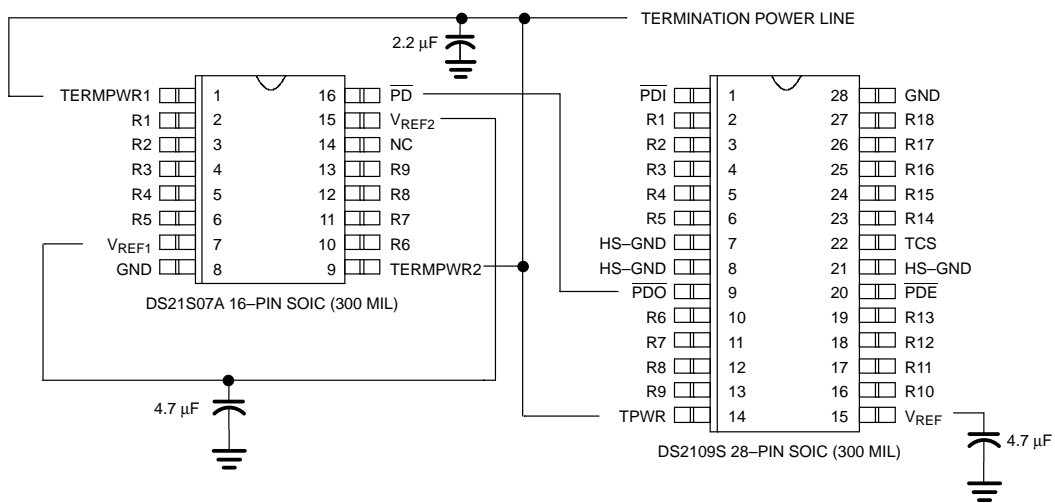 TERMINATION POWER LINE
2.2 μF
TERMPWR1 1 16 PD
R1 2 15 VREF2
R2 3 14 NC
R3 4 13 R9
R4 5 12 R8
R5 6 11 R7
VREF1 7 10 R6
GND 8 9 TERMPWR2
DS21S07A 16–PIN SOIC (300 MIL)
4.7 μF
PDI 1 28 GND
R1 2 27 R18
R2 3 26 R17
R3 4 25 R16
R4 5 24 R15
R5 6 23 R14
HS–GND 7 22 TCS
HS–GND 8 21 HS–GND
PDO 9 20 PDE
R6 10 19 R13
R7 11 18 R12
R8 12 17 R11
R9 13 16 R10
TPWR 14 15 VREF
4.7 μF
DS2109S 28–PIN SOIC (300 MIL)